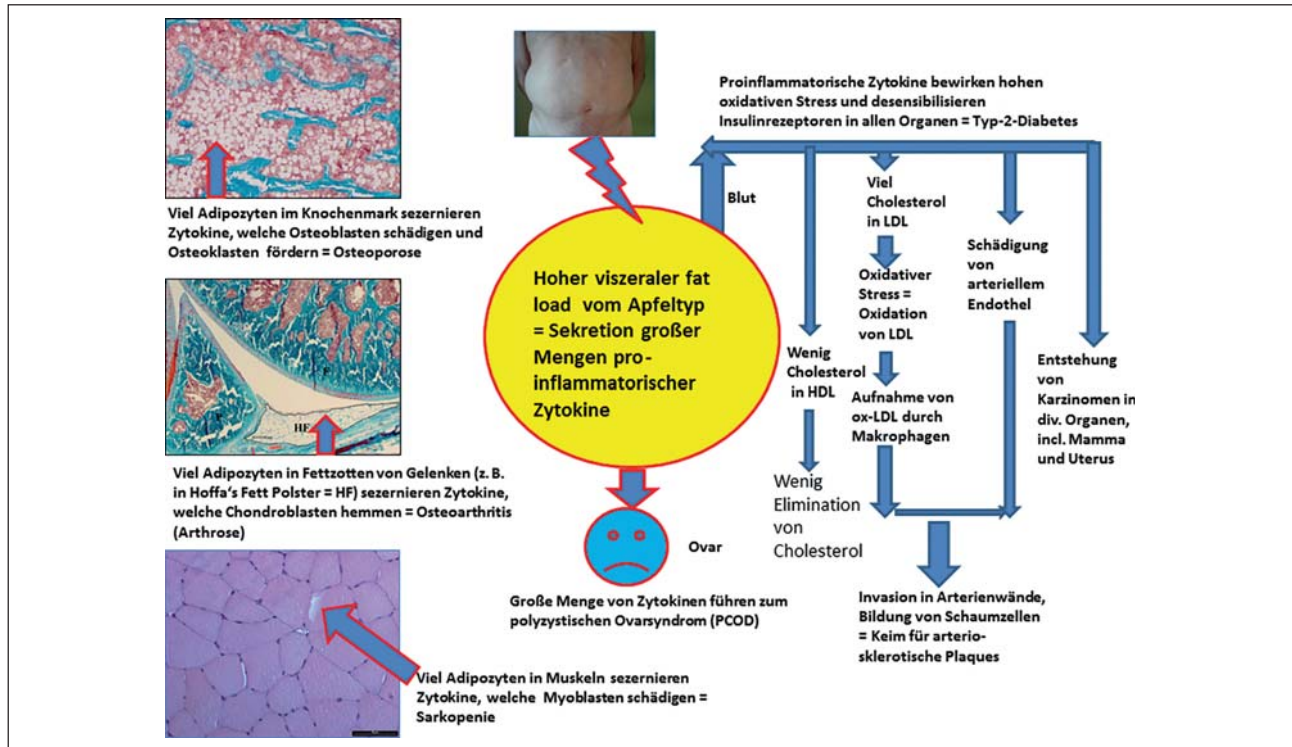 Viel Adipozyten im Knochenmark sezernieren
Zytokine, welche Osteoblasten schädigen und
Osteoklasten fördern = Osteoporose
HF
Viel Adipozyten in Fettzotten von Gelenken (z. B.
in Hoffa's Fett Polster = HF) sezernieren Zytokine,
welche Chondroblasten hemmen = Osteoarthritis
(Arthrose)
Viel Adipozyten in Muskeln sezernieren
Zytokine, welche Myoblasten schädigen =
Sarkopenie
Hoher viszeraler fat
load vom Apfeltyp
= Sekretion großer
Mengen pro-
inflammatorischer
Zytokine
Ovar
Große Menge von Zytokinen führen zum
polyzystischen Ovarsyndrom (PCOD)
Proinflammatorische Zytokine bewirken hohen
oxidativen Stress und desensibilisieren
Insulinrezeptoren in allen Organen = Typ-2-Diabetes
Blut
Wenig
Cholesterol
in HDL
Wenig
Elimination
von
Cholesterol
Viel
Cholesterol
in LDL
Oxidativer
Stress =
Oxidation
von LDL
Aufnahme von
ox-LDL durch
Makrophagen
Schädigung
von
arteriellem
Endothel
Invasion in Arterienwände,
Bildung von Schaumzellen
= Keim für arterio-
sklerotische Plaques
Entstehung
von
Karzinomen in
div. Organen,
incl. Mamma
und Uterus